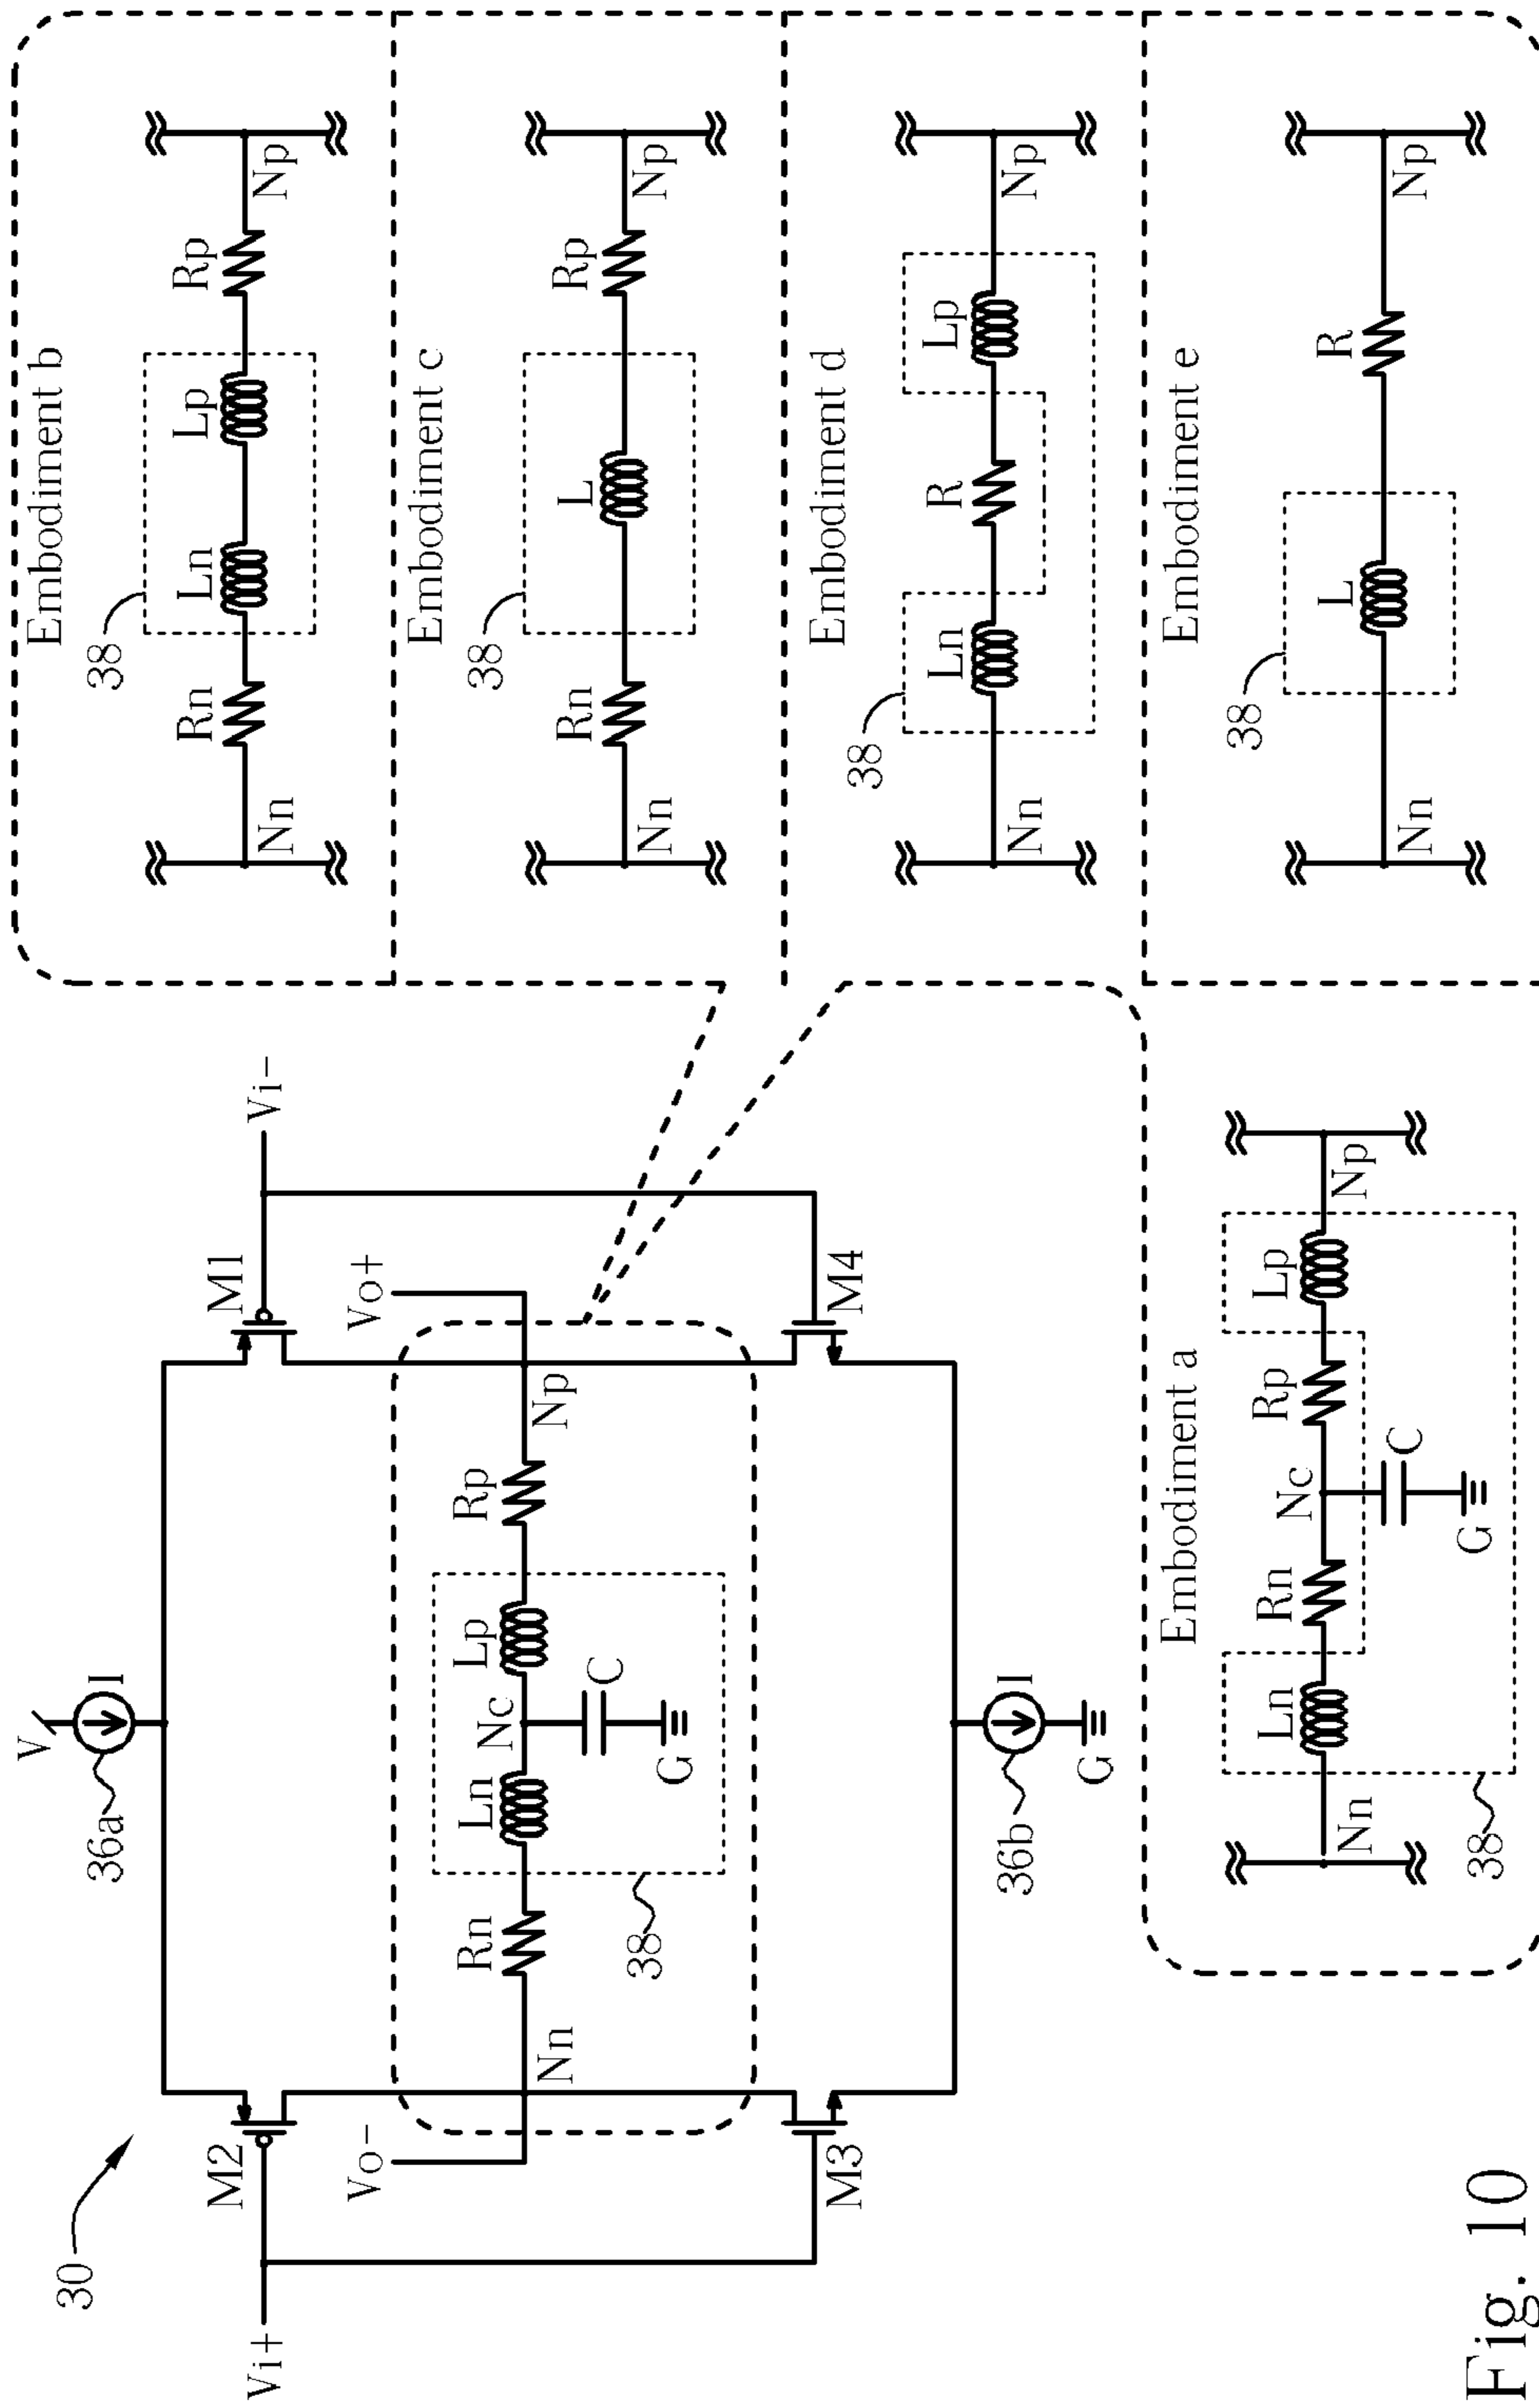 30
V
36a
I
Vi+
M2
M1
Vi-
Vo-
Vo+
Rn
Ln
Nc
Lp
Rp
Nn
Np
C
G
38
M3
M4
36b
I
G
Embodiment a
Ln
Rn
Nc
Rp
Lp
Nn
Np
C
G
38
Embodiment b
38
Rn
Ln
Lp
Rp
Nn
Np
Embodiment c
38
Rn
L
Rp
Nn
Np
Embodiment d
38
Ln
R
Lp
Nn
Np
Embodiment e
38
L
R
Nn
Np
Fig. 10